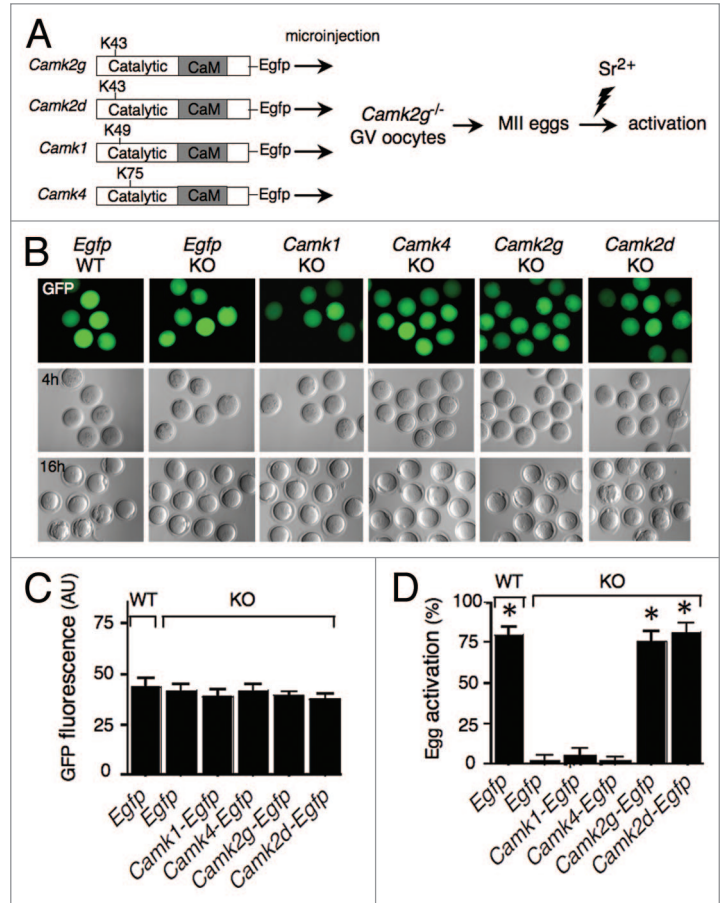 A
microinjection
K43
Camk2g Catalytic CaM Egfp
K43
Camk2d Catalytic CaM Egfp
K49
Camk1 Catalytic CaM Egfp
K75
Camk4 Catalytic CaM Egfp
Camk2g-/-
GV oocytes
MII eggs
Sr2+
activation
B
Egfp
WT
Egfp
KO
Camk1
KO
Camk4
KO
Camk2g
KO
Camk2d
KO
GFP
4h
16h
C
WT KO
GFP fluorescence (AU)
75
50
25
0
Egfp
Egfp
Camk1-Egfp
Camk4-Egfp
Camk2g-Egfp
Camk2d-Egfp
D
WT KO
Egg activation (%)
100
75
50
25
0
* * *
Egfp
Egfp
Camk1-Egfp
Camk4-Egfp
Camk2g-Egfp
Camk2d-Egfp